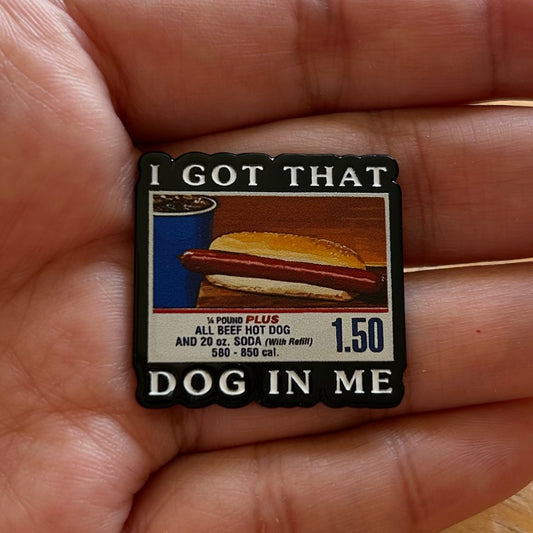 I GOT THAT
¼ POUND PLUS
ALL BEEF HOT DOG
AND 20 oz. SODA (With Refill)
580 - 850 cal.
1.50
DOG IN ME